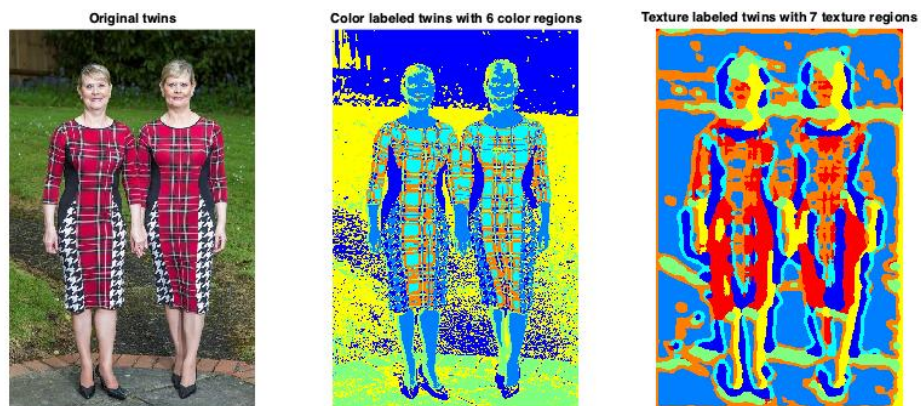 Original twins
Color labeled twins with 6 color regions
Texture labeled twins with 7 texture regions